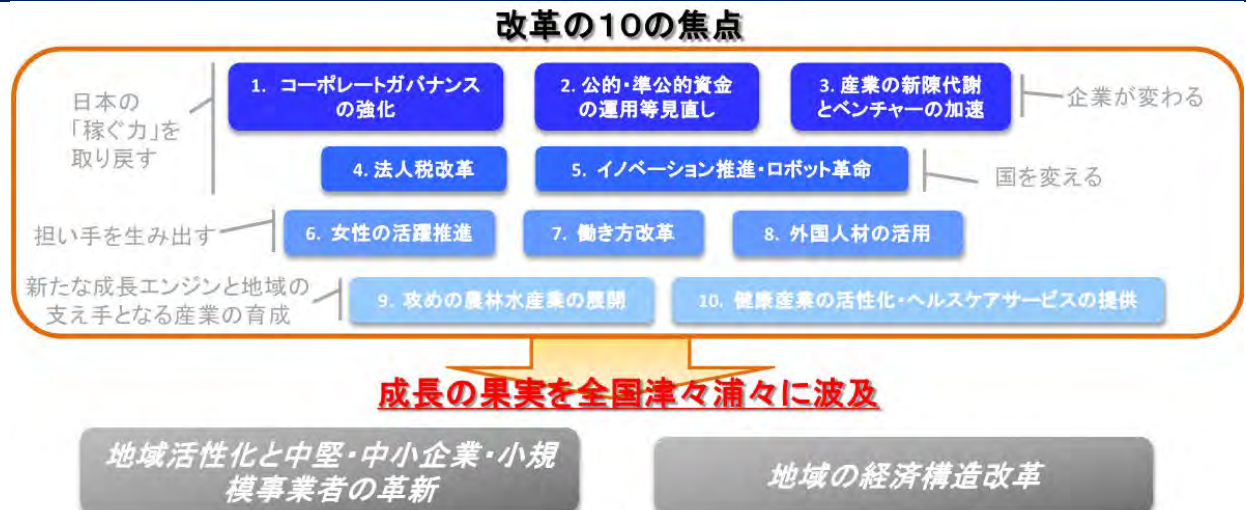 改革の10の焦点
日本の
「稼ぐ力」を
取り戻す
1. コーポレートガバナンス
の強化
2. 公的・準公的資金
の運用等見直し
3. 産業の新陳代謝
とベンチャーの加速
企業が変わる
4. 法人税改革
5. イノベーション推進・ロボット革命
国を変える
担い手を生み出す
6. 女性の活躍推進
7. 働き方改革
8. 外国人材の活用
新たな成長エンジンと地域の
支え手となる産業の育成
9. 攻めの農林水産業の展開
10. 健康産業の活性化・ヘルスケアサービスの提供
成長の果実を全国津々浦々に波及
地域活性化と中堅・中小企業・小規
模事業者の革新
地域の経済構造改革